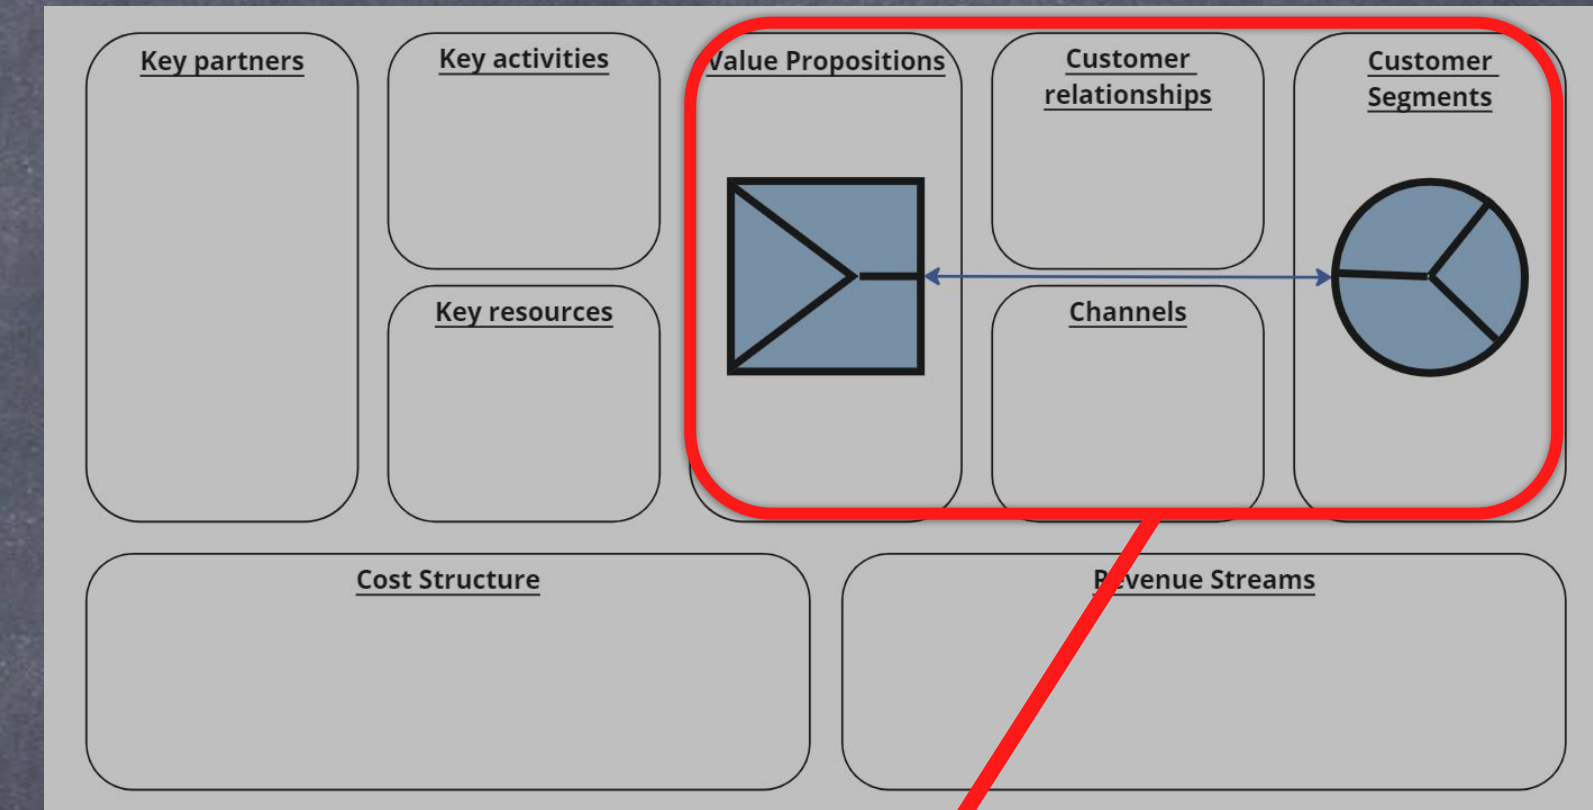 Key partners
Key activities
Value Propositions
Customer
relationships
Customer
Segments
Key resources
Channels
Cost Structure
Revenue Streams